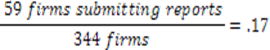 59 firms submitting reports
344 firms
= .17